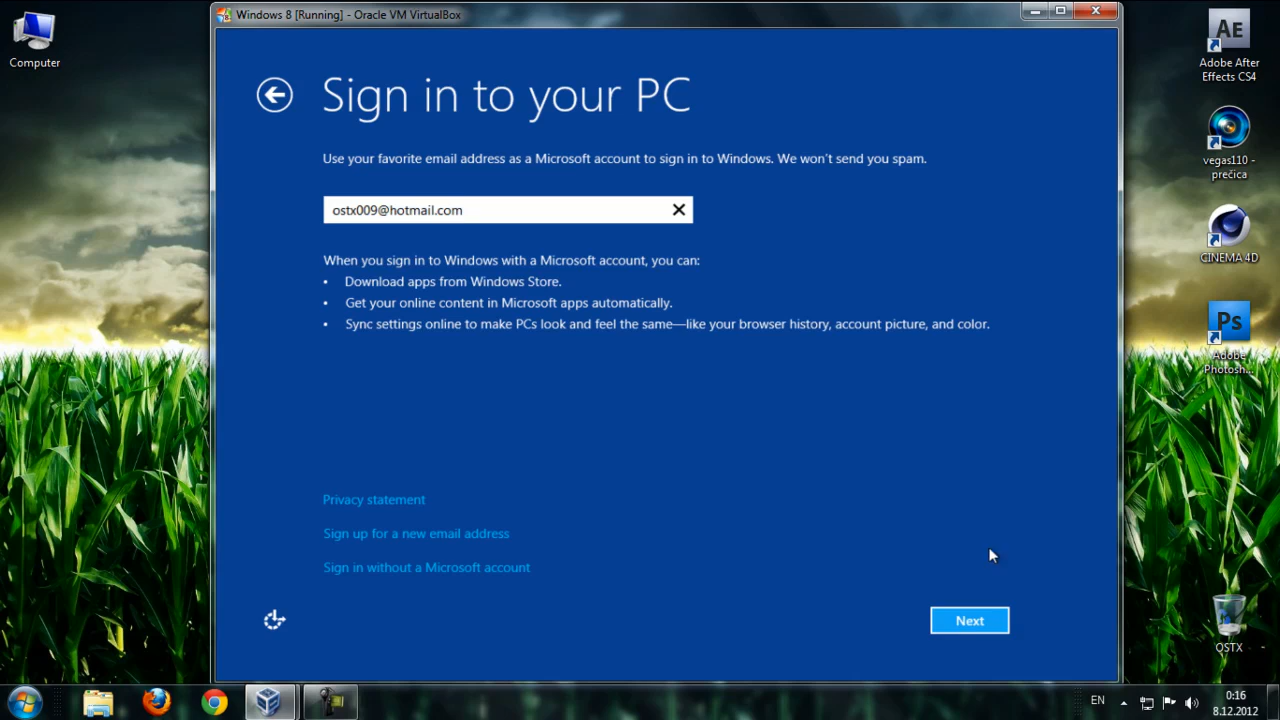 Windows 8 [Running] - Oracle VM VirtualBox
Computer
Sign in to your PC
Use your favorite email address as a Microsoft account to sign in to Windows. We won't send you spam.
ostx009@hotmail.com
When you sign in to Windows with a Microsoft account, you can:
• Download apps from Windows Store.
• Get your online content in Microsoft apps automatically.
• Sync settings online to make PCs look and feel the same—like your browser history, account picture, and color.
Privacy statement
Sign up for a new email address
Sign in without a Microsoft account
Next
AE
Adobe After
Effects CS4
vegas110 -
prečica
CINEMA 4D
Ps
Adobe
Photosh...
OSTX
EN
0:16
8.12.2012